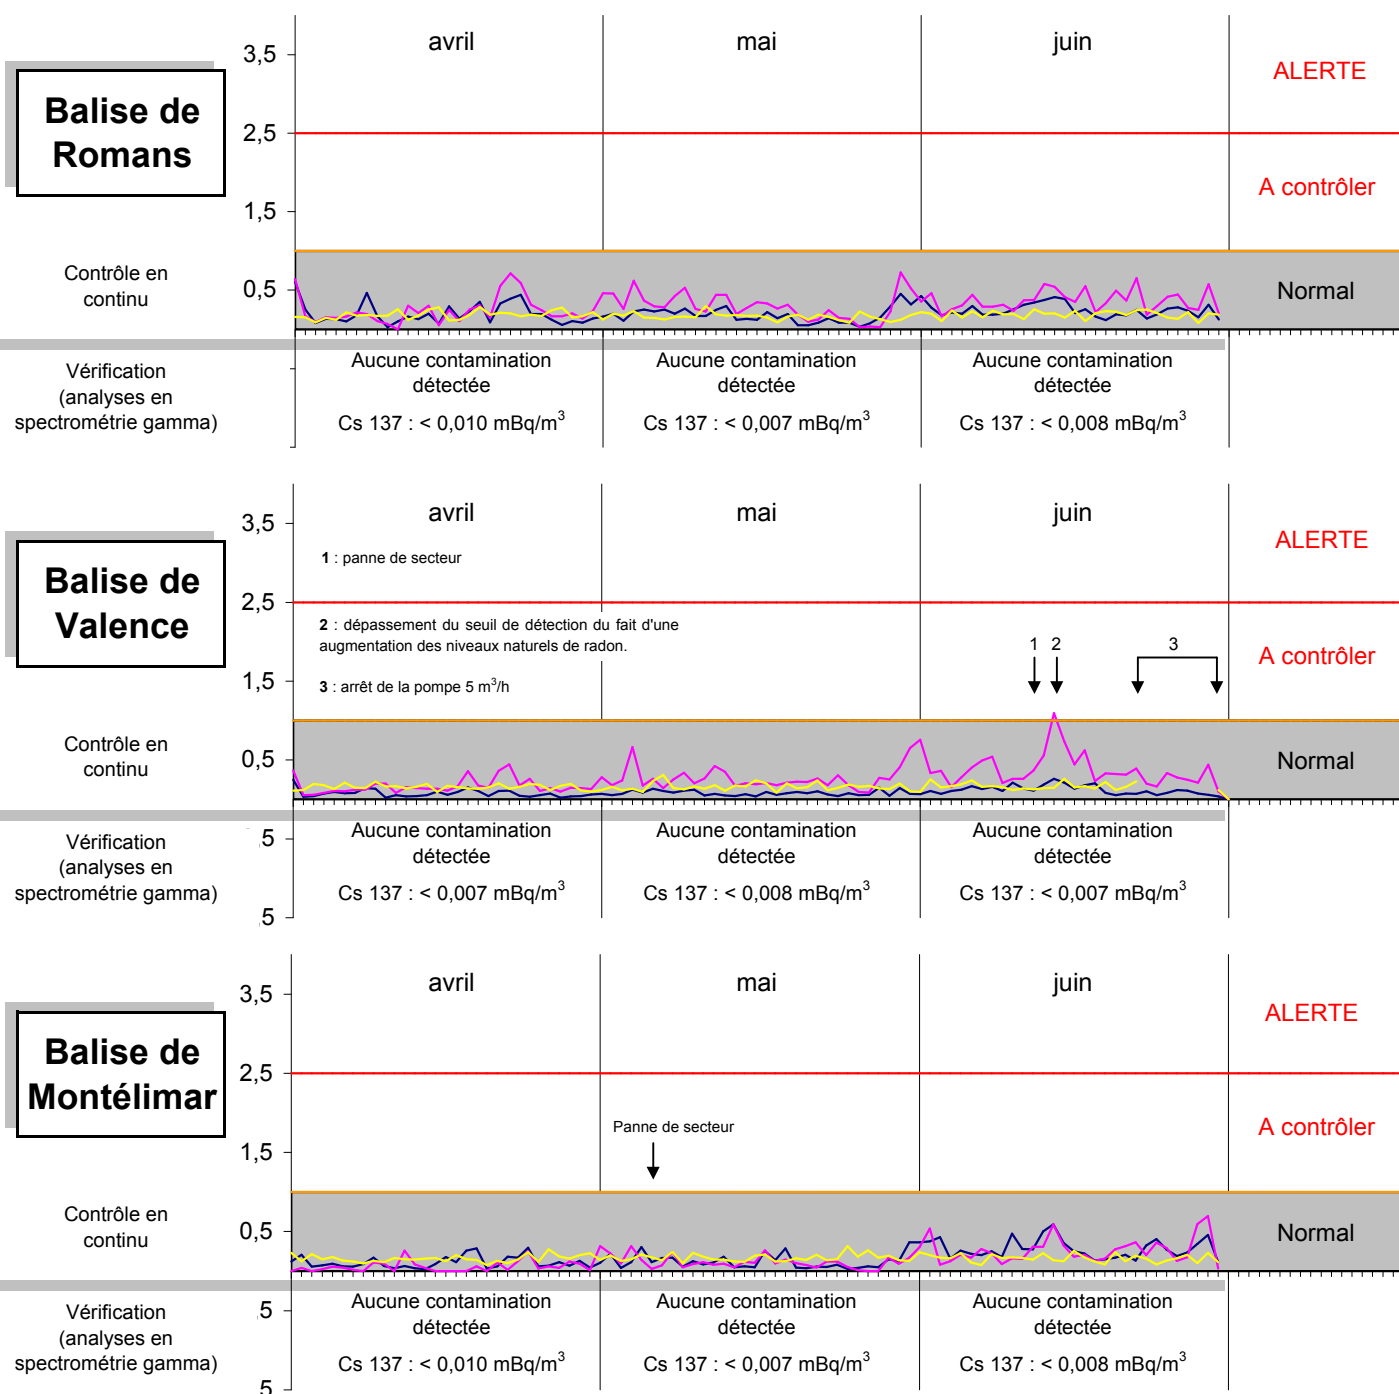 avril
mai
juin
3,5
ALERTE
Balise de
Romans
2,5
A contrôler
1,5
Contrôle en
continu
0,5
Normal
Vérification
(analyses en
spectrométrie gamma)
Aucune contamination
détectée
Cs 137 : < 0,010 mBq/m³
Aucune contamination
détectée
Cs 137 : < 0,007 mBq/m³
Aucune contamination
détectée
Cs 137 : < 0,008 mBq/m³
avril
mai
juin
3,5
ALERTE
1 : panne de secteur
Balise de
Valence
2,5
2 : dépassement du seuil de détection du fait d'une
augmentation des niveaux naturels de radon.
1 2
3
A contrôler
3 : arrêt de la pompe 5 m³/h
1,5
Contrôle en
continu
0,5
Normal
Vérification
(analyses en
spectrométrie gamma)
,5
5
Aucune contamination
détectée
Cs 137 : < 0,007 mBq/m³
Aucune contamination
détectée
Cs 137 : < 0,008 mBq/m³
Aucune contamination
détectée
Cs 137 : < 0,007 mBq/m³
avril
mai
juin
3,5
ALERTE
Balise de
Montélimar
2,5
Panne de secteur
A contrôler
1,5
Contrôle en
continu
0,5
Normal
Vérification
(analyses en
spectrométrie gamma)
,5
5
Aucune contamination
détectée
Cs 137 : < 0,010 mBq/m³
Aucune contamination
détectée
Cs 137 : < 0,007 mBq/m³
Aucune contamination
détectée
Cs 137 : < 0,008 mBq/m³